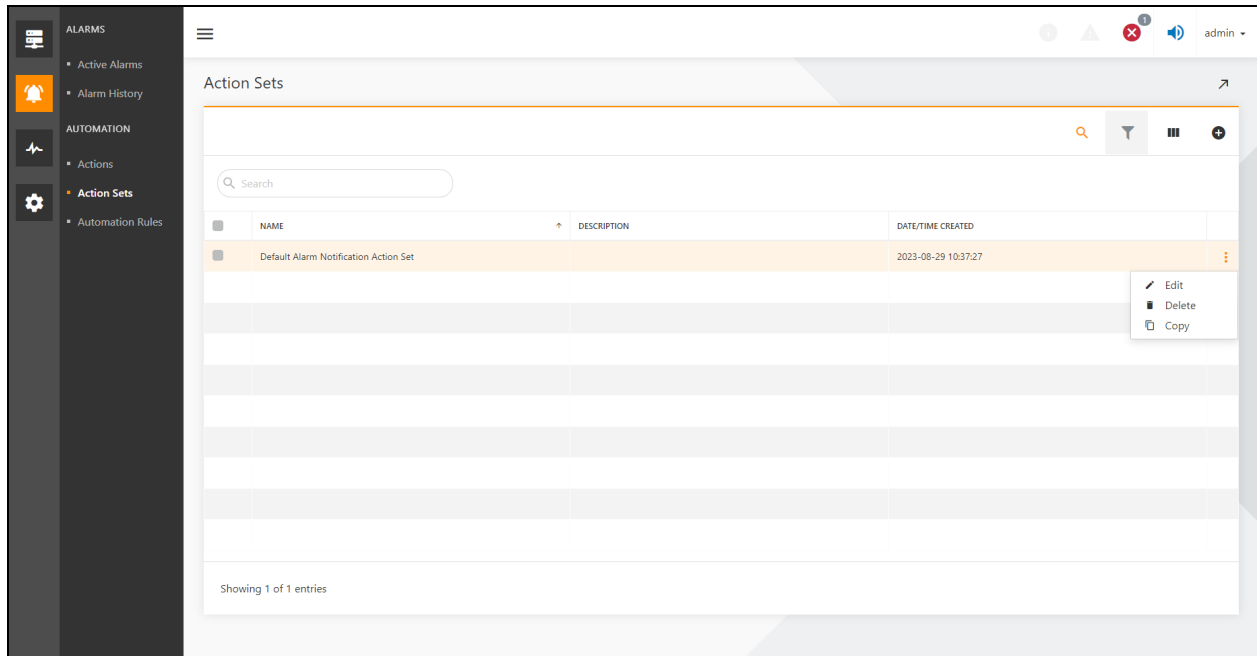 ALARMS
Active Alarms
Alarm History
AUTOMATION
Actions
Action Sets
Automation Rules
1
admin
Action Sets
Search
NAME DESCRIPTION DATE/TIME CREATED
Default Alarm Notification Action Set 2023-08-29 10:37:27
Edit
Delete
Copy
Showing 1 of 1 entries